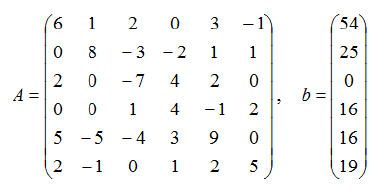 A = ( 6 1 2 0 3 −1
0 8 −3 −2 1 1
2 0 −7 4 2 0
0 0 1 4 −1 2
5 −5 −4 3 9 0
2 −1 0 1 2 5 ) , b = ( 54
25
0
16
16
19 )